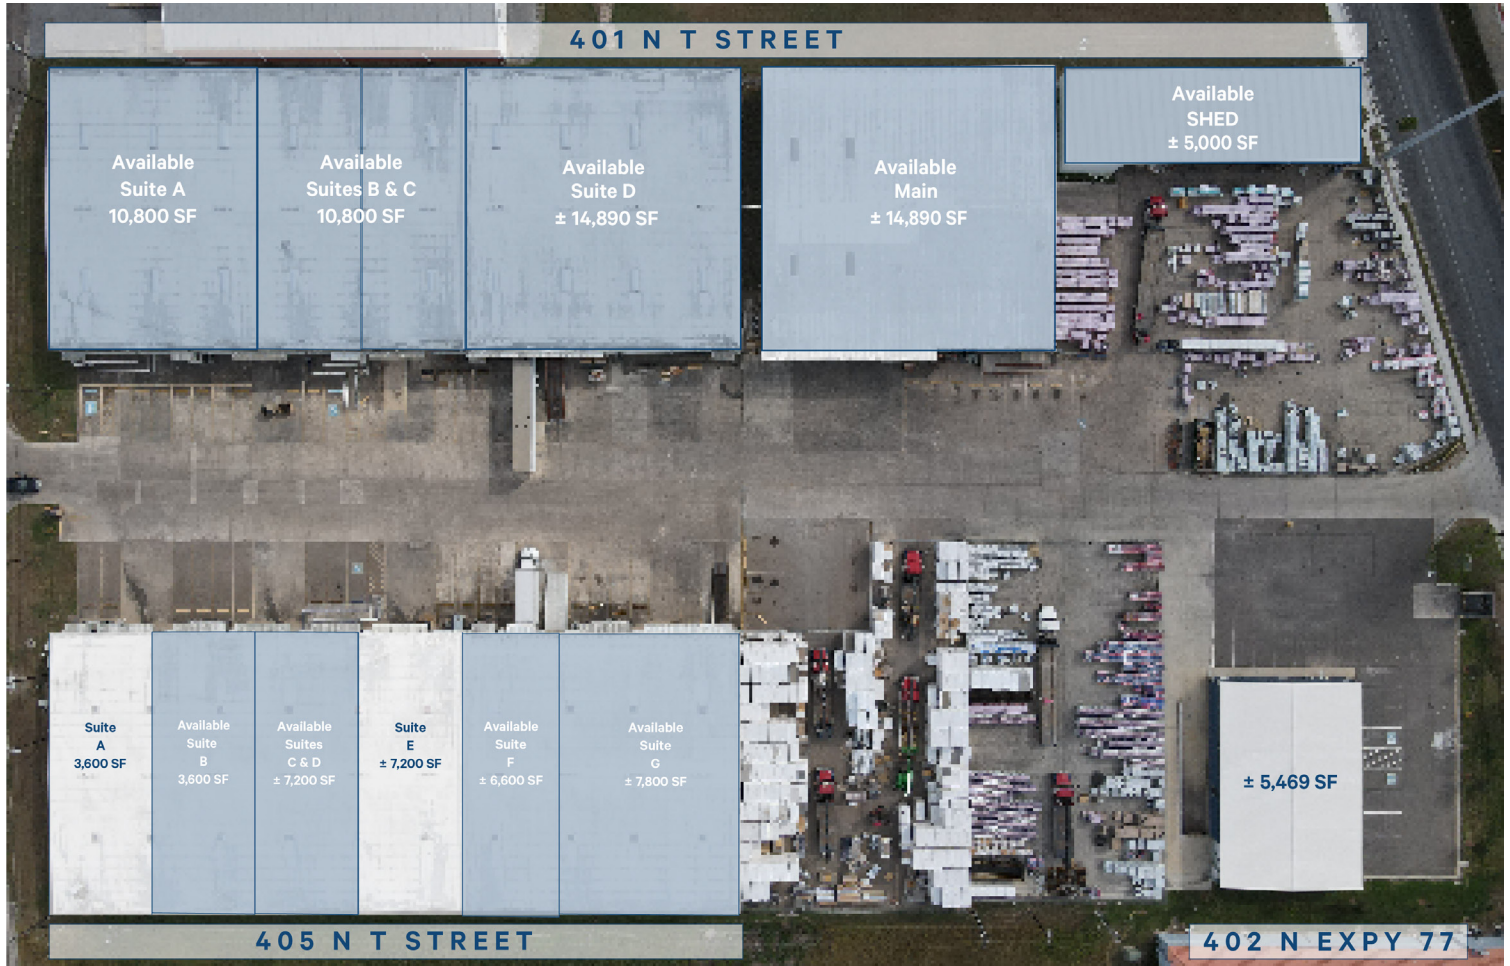 401 N T STREET
Available
Suite A
10,800 SF
Available
Suites B & C
10,800 SF
Available
Suite D
± 14,890 SF
Available
Main
± 14,890 SF
Available
SHED
± 5,000 SF
Suite
A
3,600 SF
Available
Suite
B
3,600 SF
Available
Suites
C & D
± 7,200 SF
Suite
E
± 7,200 SF
Available
Suite
F
± 6,600 SF
Available
Suite
G
± 7,800 SF
± 5,469 SF
405 N T STREET
402 N EXPY 77